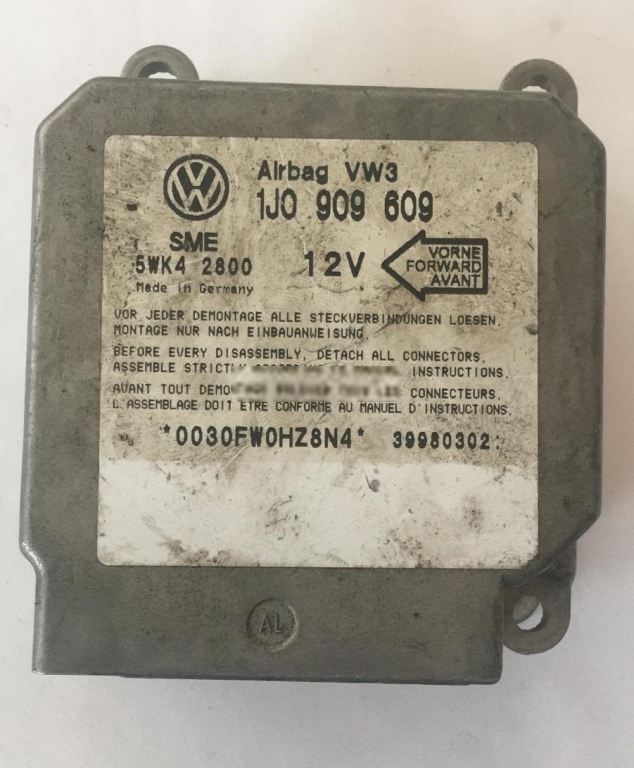 Airbag VW3
1J0 909 609
SME
5WK4 2800
12V
VORNE
FORWARD
AVANT
Made in Germany
VOR JEDER DEMONTAGE ALLE STECKVERBINDUNGEN LOESEN.
MONTAGE NUR NACH EINBAUANWEISUNG.
BEFORE EVERY DISASSEMBLY, DETACH ALL CONNECTORS.
ASSEMBLE STRICTLY INSTRUCTIONS.
AVANT TOUT CONNECTEURS.
L'ASSEMBLAGE DOIT ETRE CONFORME AU MANUEL D'INSTRUCTIONS.
*0030FW0HZ8N4* 39980302
AL